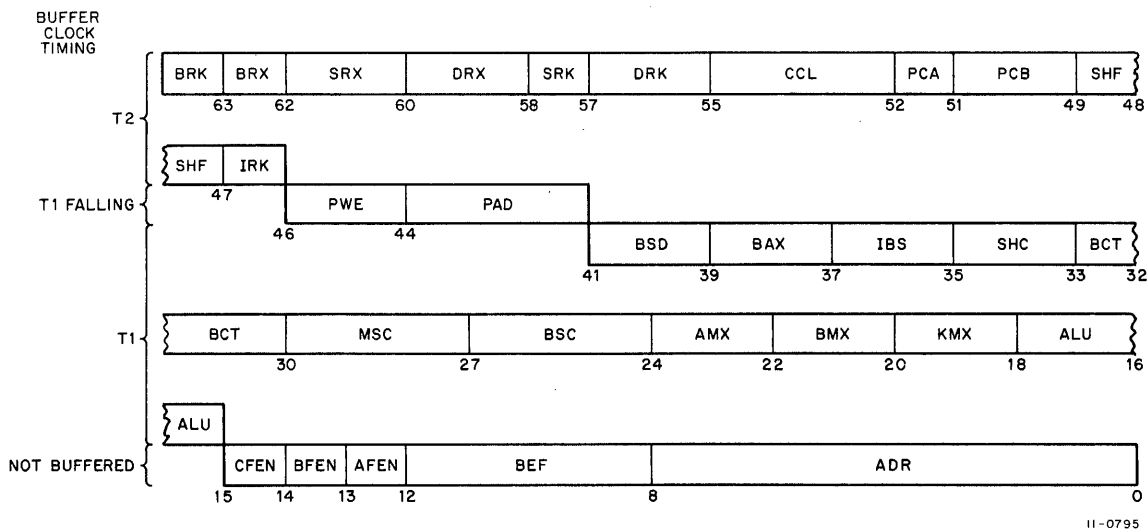 BUFFER
CLOCK
TIMING
BRK BRX SRX DRX SRK DRK CCL PCA PCB SHF
63 62 60 58 57 55 52 51 49 48
T2
SHF IRK
47
T1 FALLING
PWE PAD
46 44
BSD BAX IBS SHC BCT
41 39 37 35 33 32
T1
BCT MSC BSC AMX BMX KMX ALU
30 27 24 22 20 18 16
ALU
NOT BUFFERED
CFEN BFEN AFEN BEF ADR
15 14 13 12 8 0
11-0795